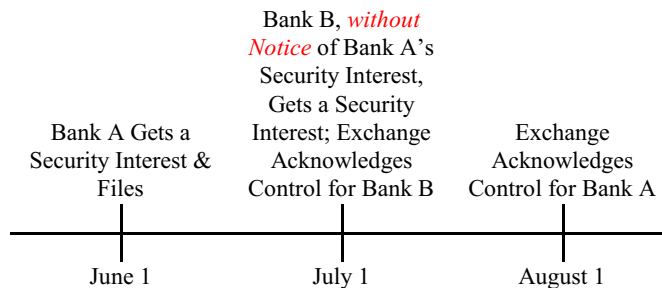 Bank A Gets a
Security Interest &
Files
Bank B, without
Notice of Bank A's
Security Interest,
Gets a Security
Interest; Exchange
Acknowledges
Control for Bank B
Exchange
Acknowledges
Control for Bank A
June 1
July 1
August 1